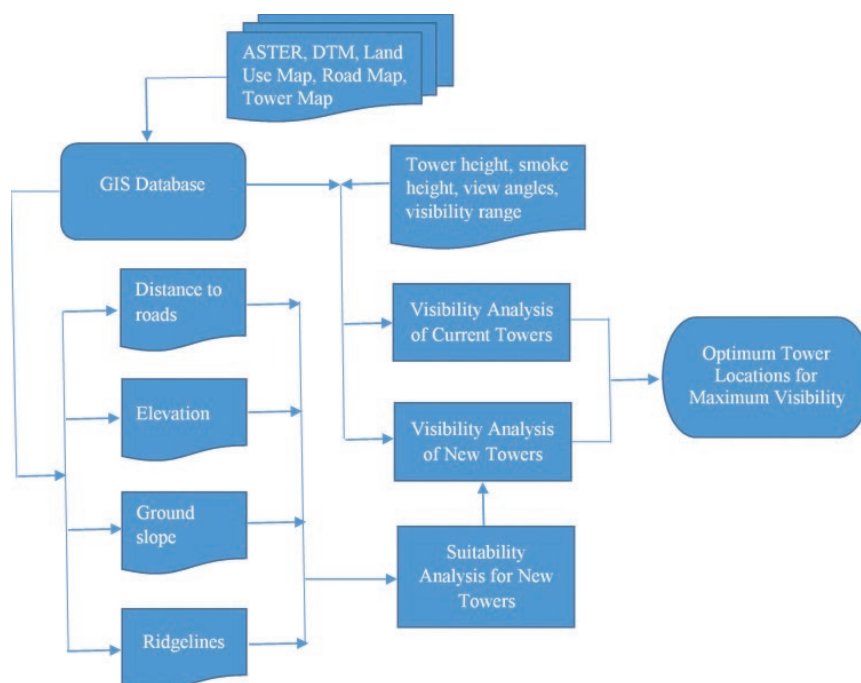 ASTER, DTM, Land
Use Map, Road Map,
Tower Map
GIS Database
Tower height, smoke
height, view angles,
visibility range
Distance to
roads
Visibility Analysis
of Current Towers
Optimum Tower
Locations for
Maximum Visibility
Elevation
Visibility Analysis
of New Towers
Ground
slope
Suitability
Analysis for New
Towers
Ridgelines